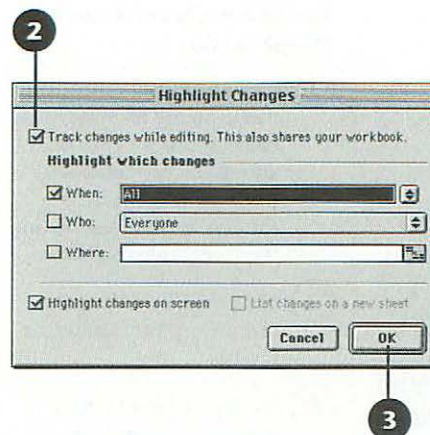 2
Highlight Changes
Track changes while editing. This also shares your workbook.
Highlight which changes
When: All
Who: Everyone
Where:
Highlight changes on screen List changes on a new sheet
Cancel OK
3